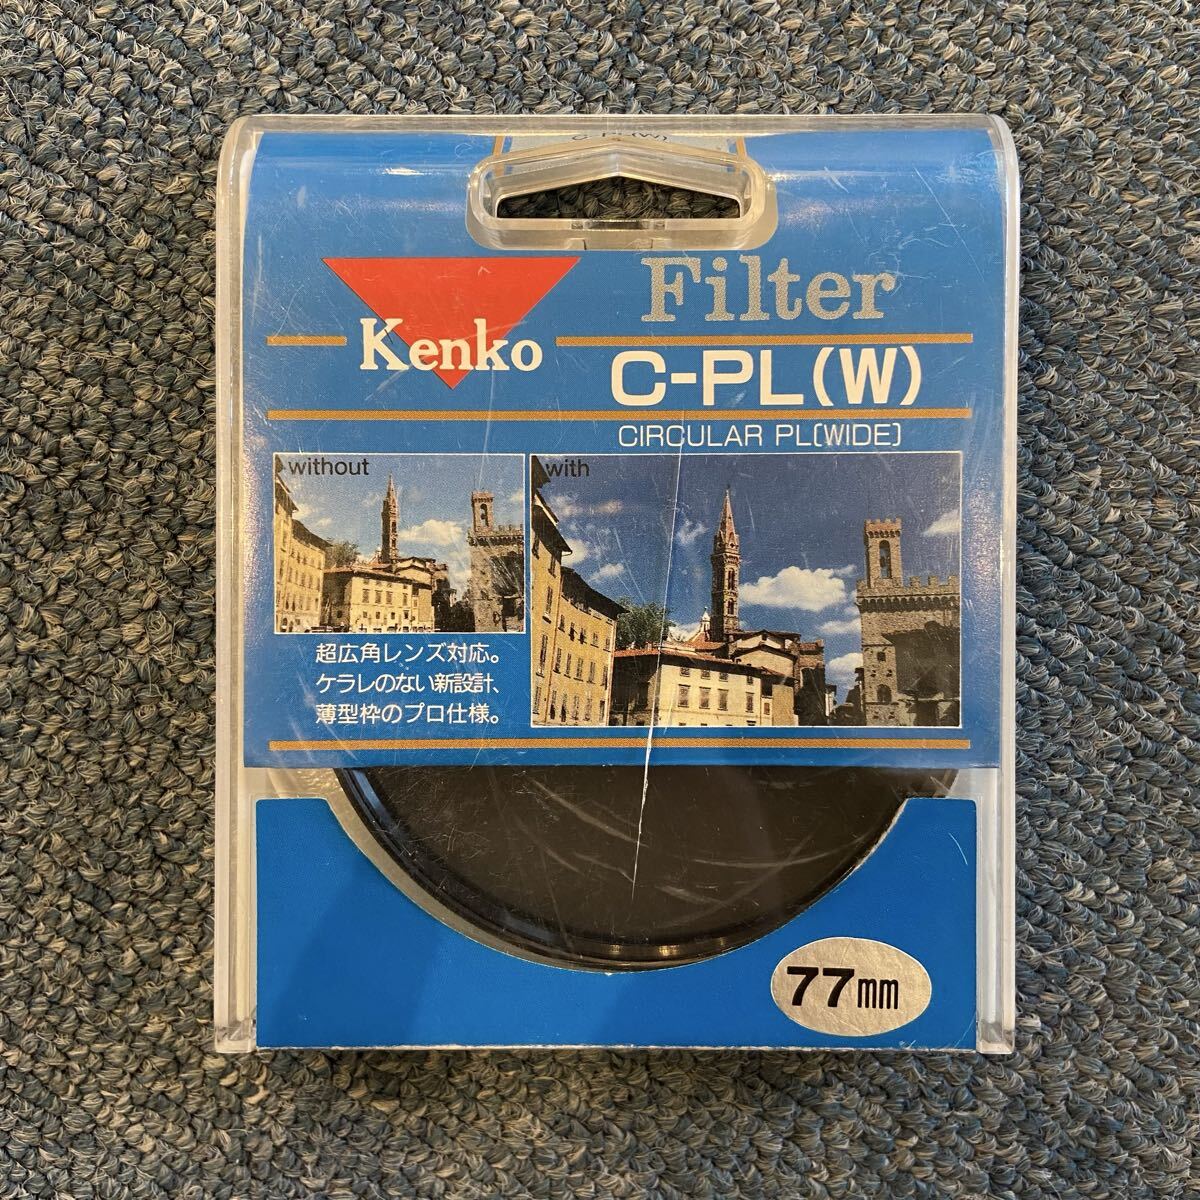 C-PL(W)
Filter
Kenko
C-PL(W)
CIRCULAR PL[WIDE]
without
with
超広角レンズ対応。
ケラレのない新設計、
薄型枠のプロ仕様。
77mm